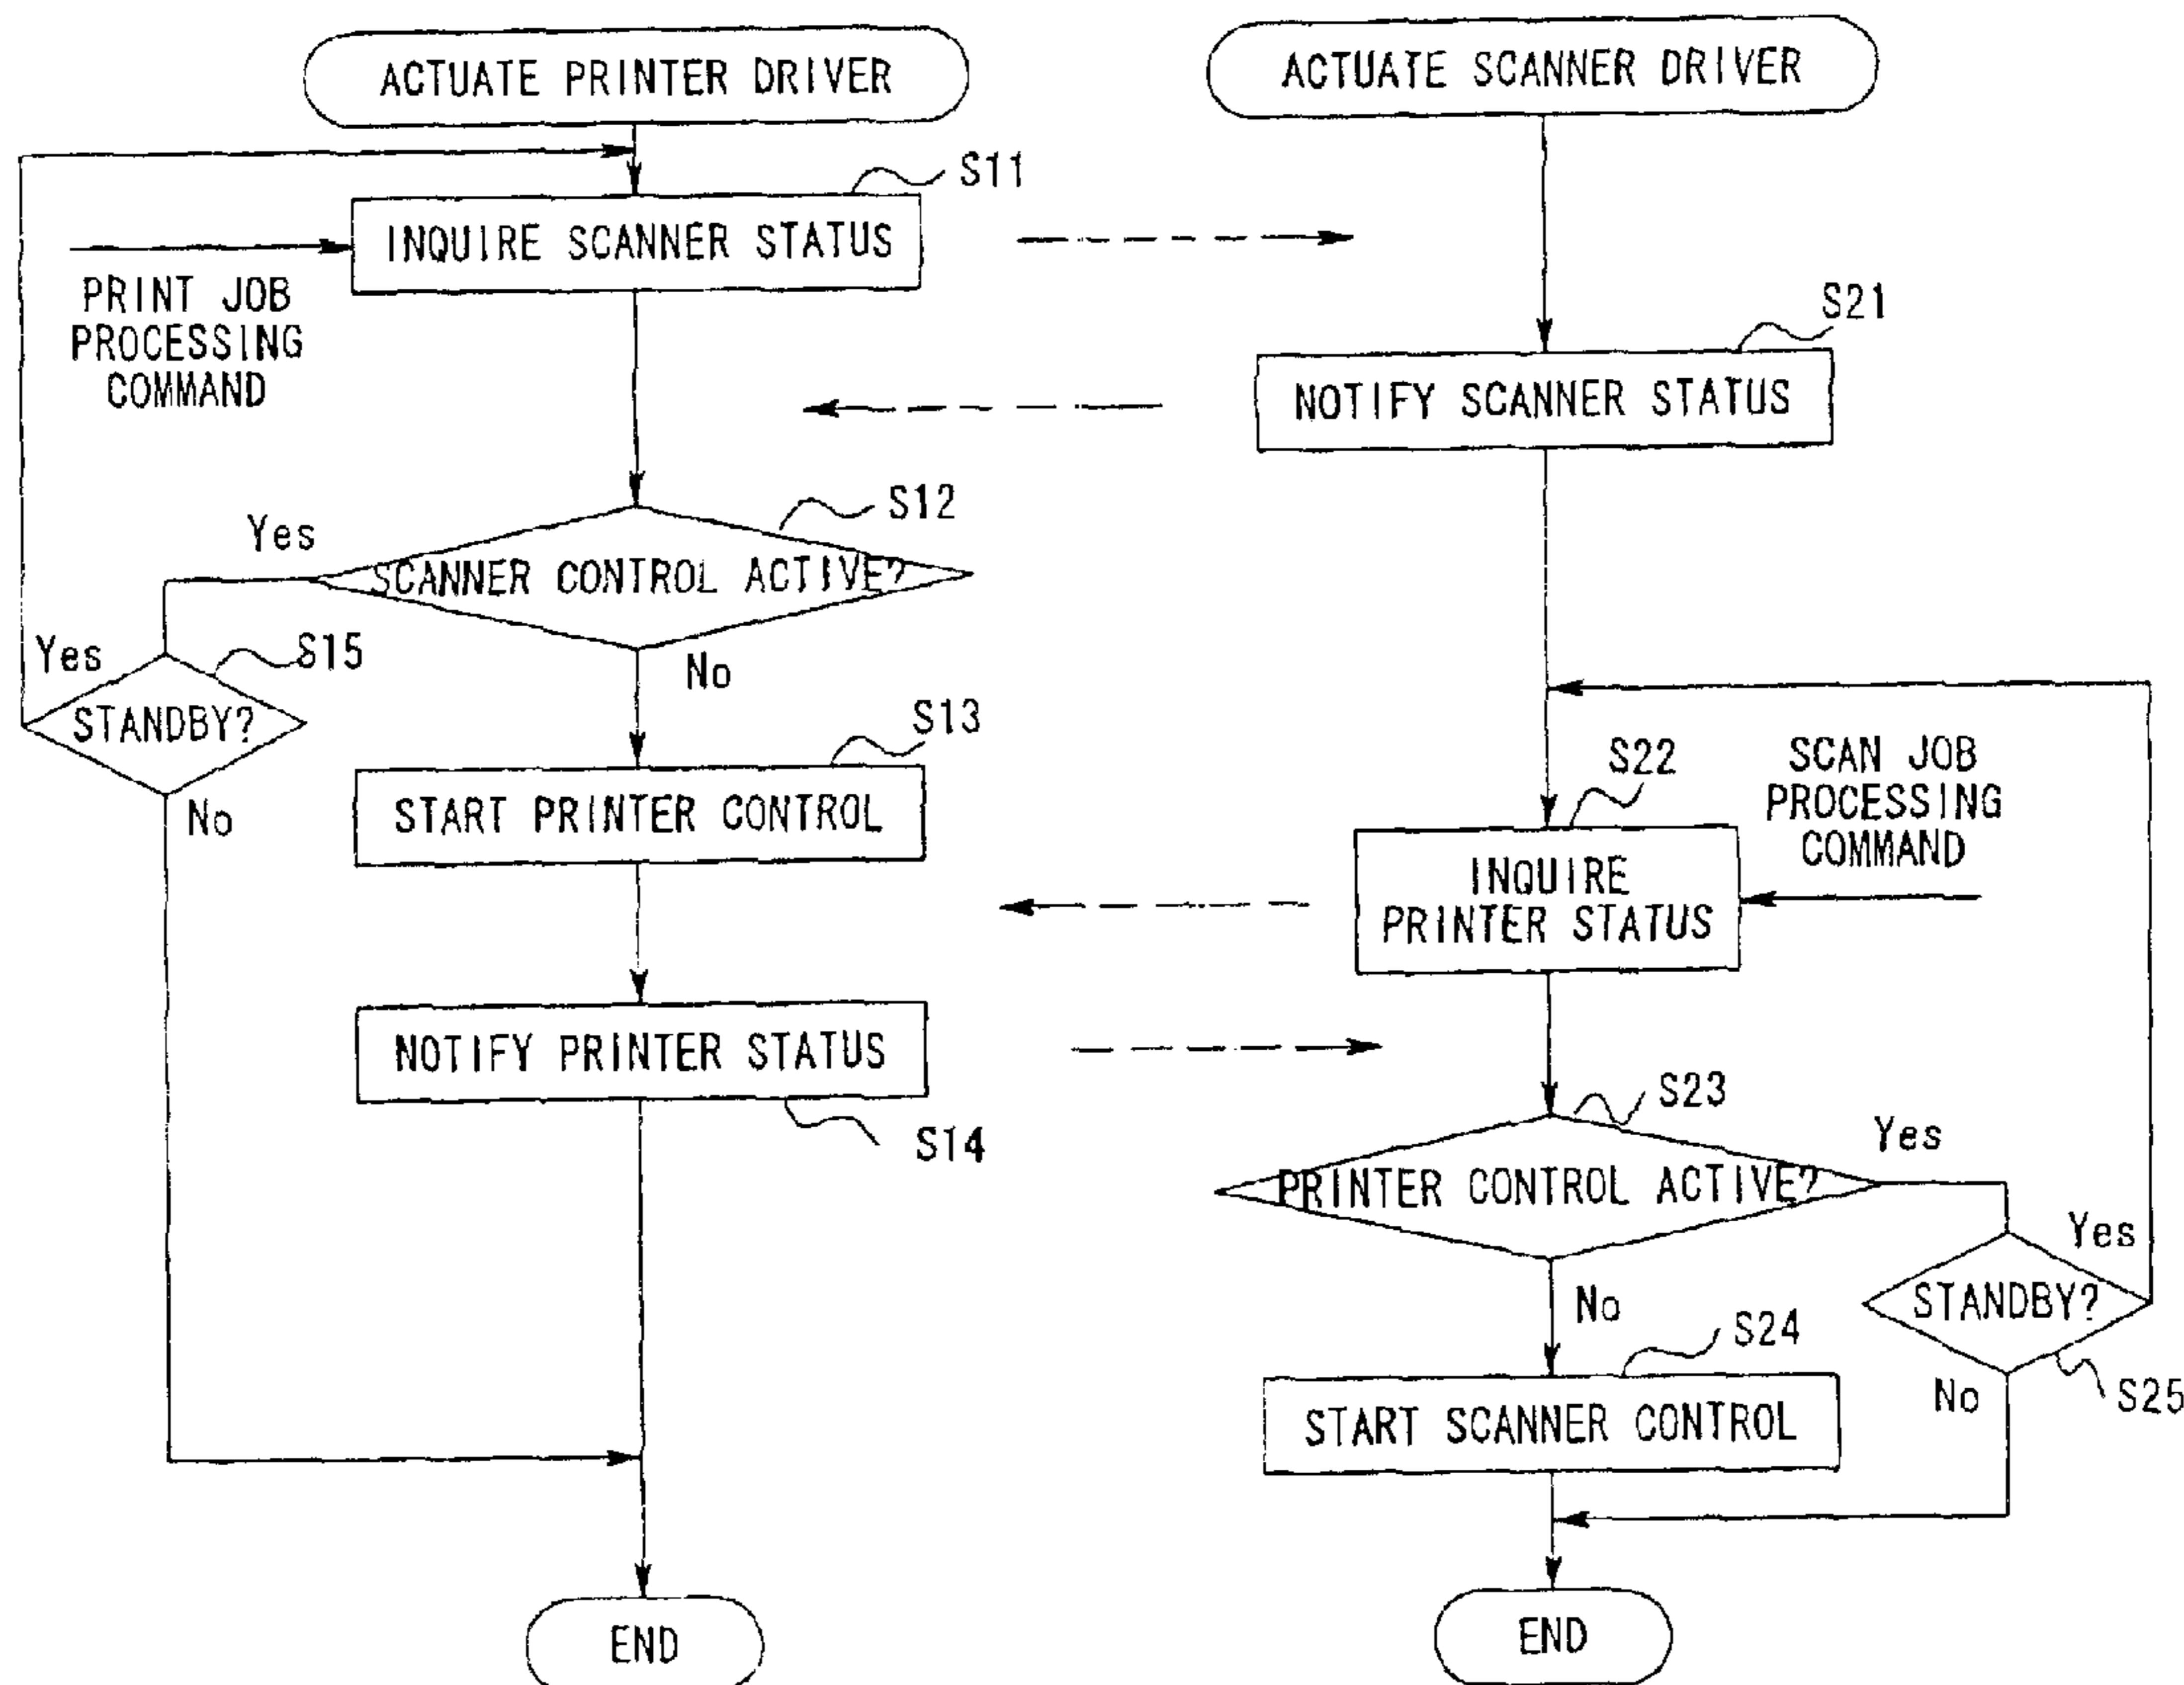 ACTUATE PRINTER DRIVER
S11
INQUIRE SCANNER STATUS
PRINT JOB
PROCESSING
COMMAND
S12
Yes
SCANNER CONTROL ACTIVE?
No
Yes
S15
STANDBY?
No
S13
START PRINTER CONTROL
NOTIFY PRINTER STATUS
S14
END
ACTUATE SCANNER DRIVER
S21
NOTIFY SCANNER STATUS
S22
SCAN JOB
PROCESSING
COMMAND
INQUIRE
PRINTER STATUS
S23
Yes
PRINTER CONTROL ACTIVE?
No
Yes
STANDBY?
No
S25
S24
START SCANNER CONTROL
END